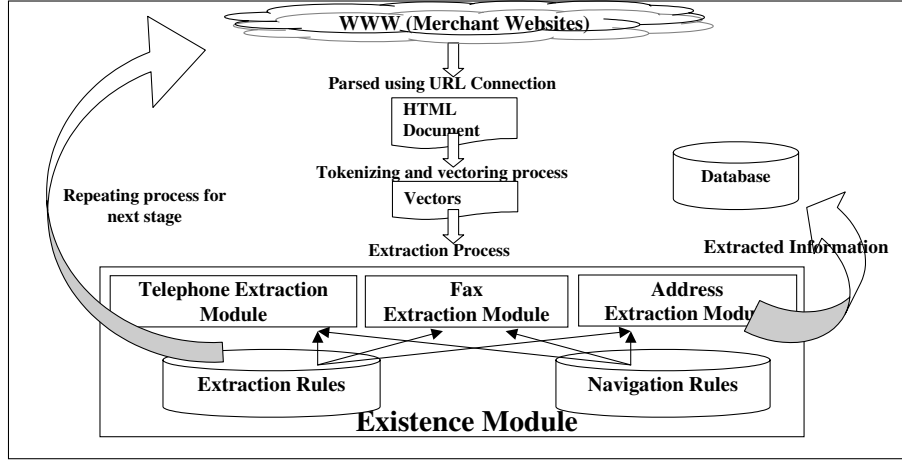 WWW (Merchant Websites)
Parsed using URL Connection
HTML
Document
Tokenizing and vectoring process
Vectors
Extraction Process
Repeating process for
next stage
Database
Extracted Information
Telephone Extraction
Module
Fax
Extraction Module
Address
Extraction Modu
Extraction Rules
Navigation Rules
Existence Module